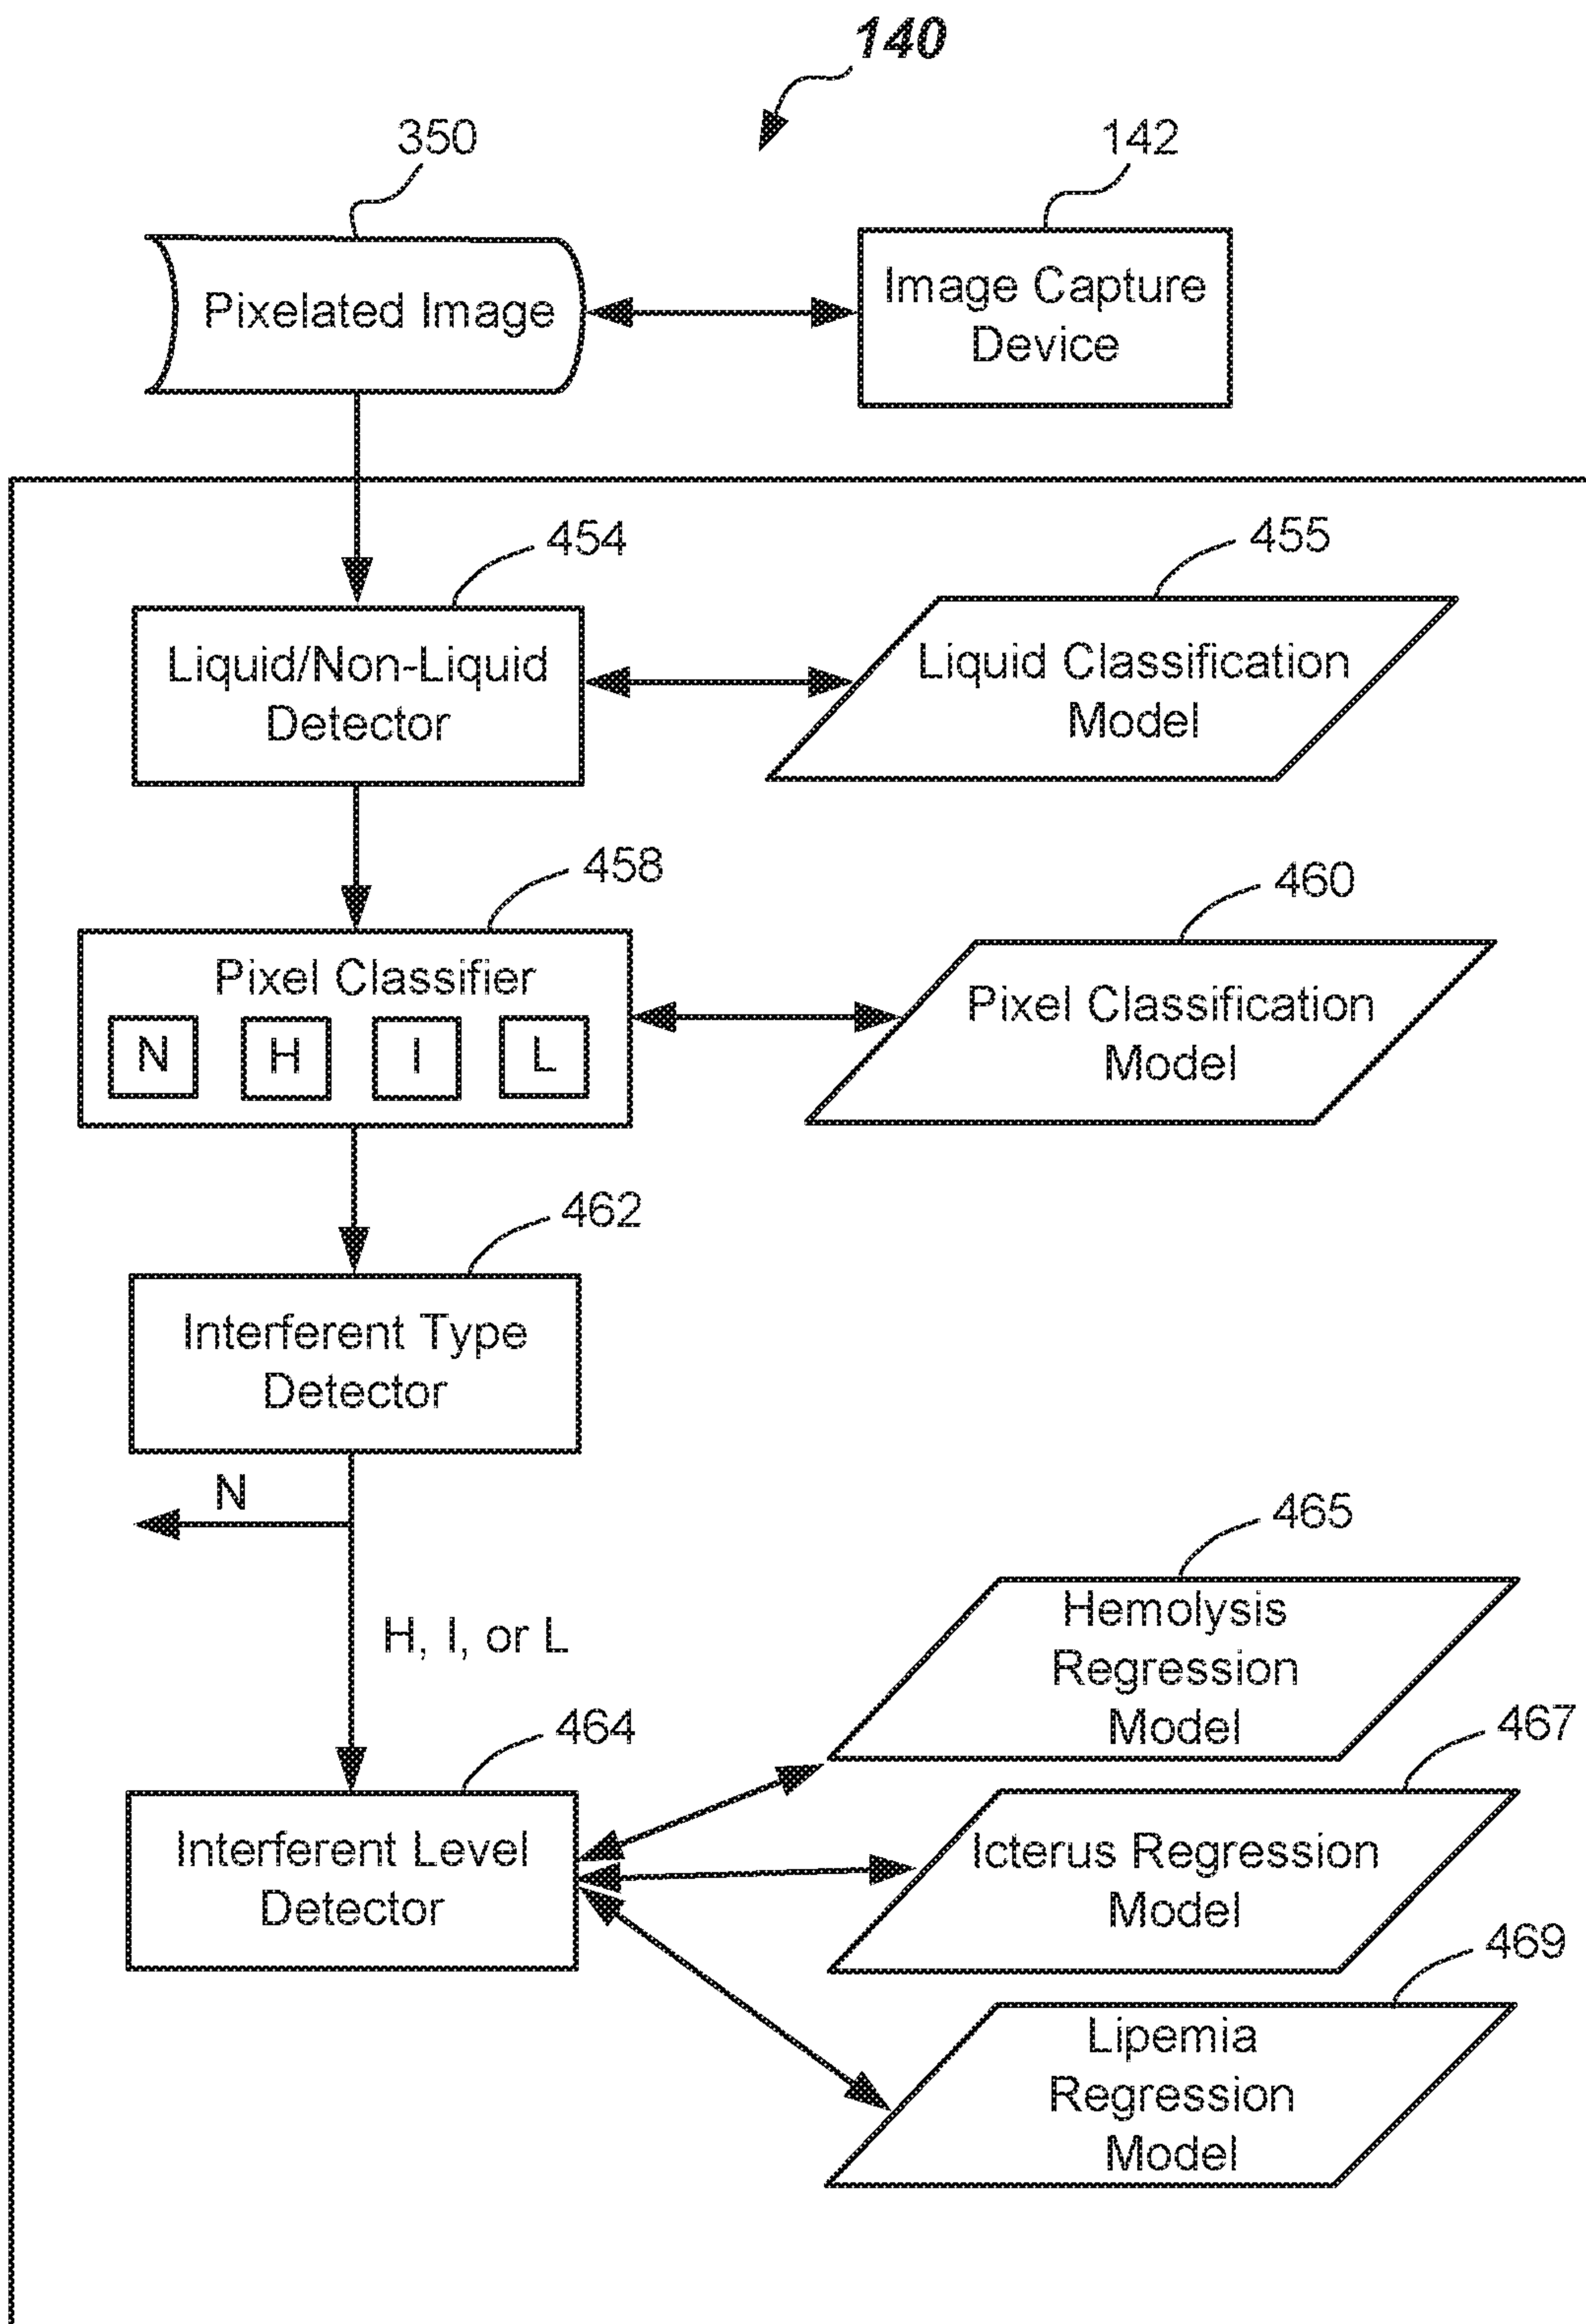 140
350
142
Pixelated Image
Image Capture
Device
454
455
Liquid/Non-Liquid
Detector
Liquid Classification
Model
458
460
Pixel Classifier
N H I L
Pixel Classification
Model
462
Interferent Type
Detector
N
H, I, or L
465
Hemolysis
Regression
Model
464
467
Interferent Level
Detector
Icterus Regression
Model
469
Lipemia
Regression
Model